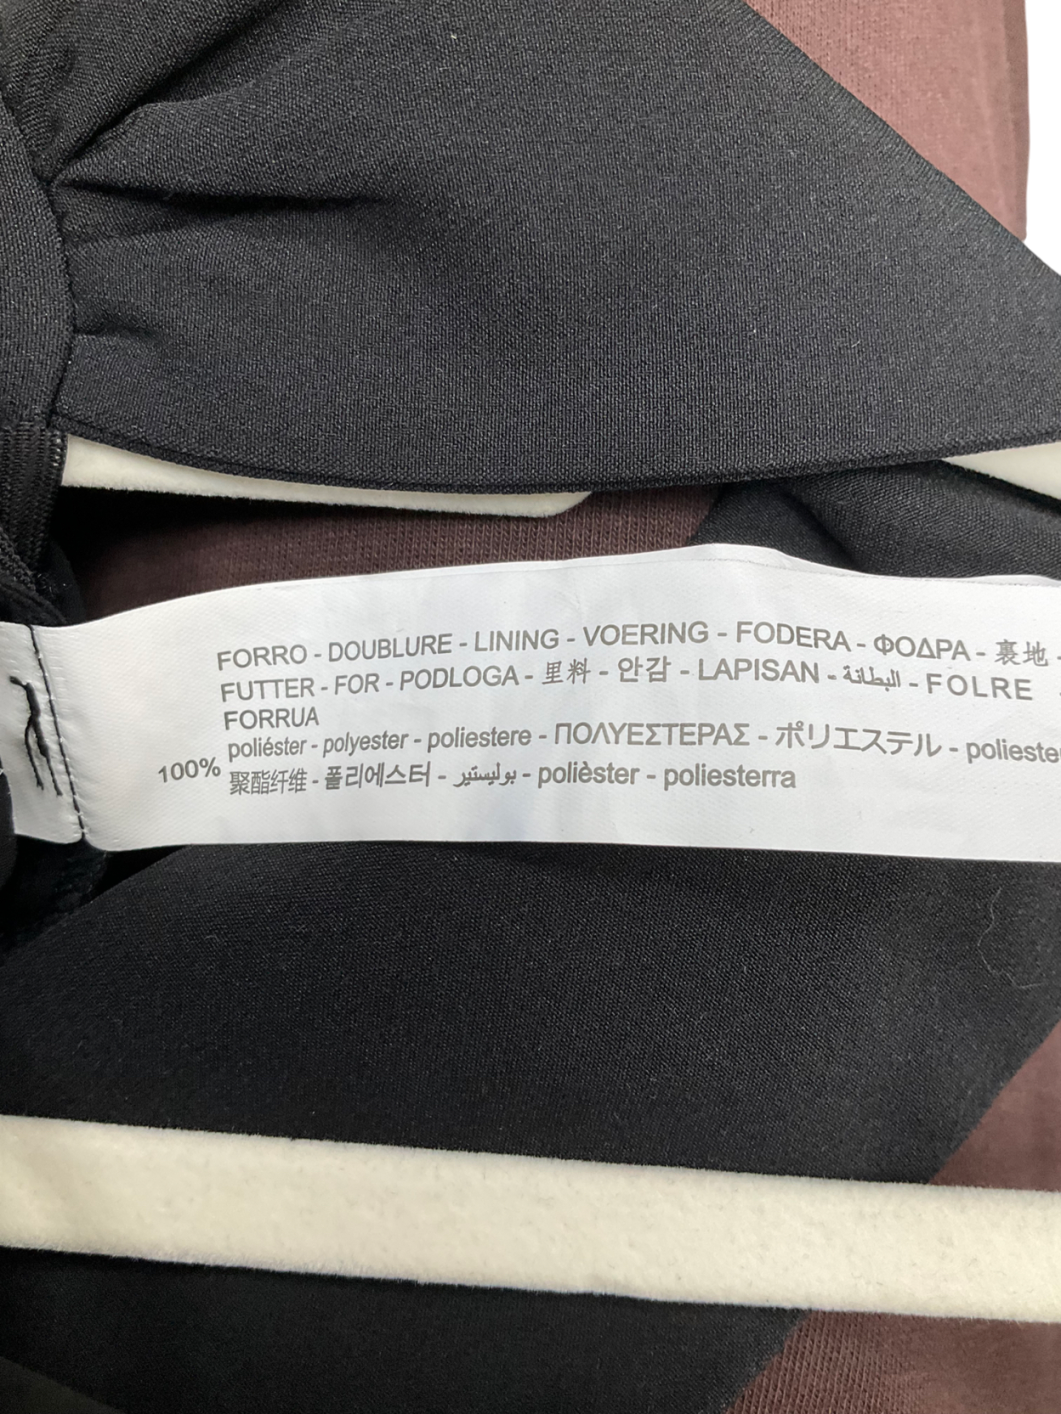 FORRO - DOUBLURE - LINING - VOERING - FODERA - ΦΟΔΡΑ - 裏地 -
FUTTER - FOR - PODLOGA - 里料 - 안감 - LAPISAN - البطانة - FOLRE
FORRUA
100% poliéster - polyester - poliestere - ΠΟΛΥΕΣΤΕΡΑΣ - ポリエステル -
聚酯纤维 - 폴리에스터 - بوليستير - polièster - poliesterra